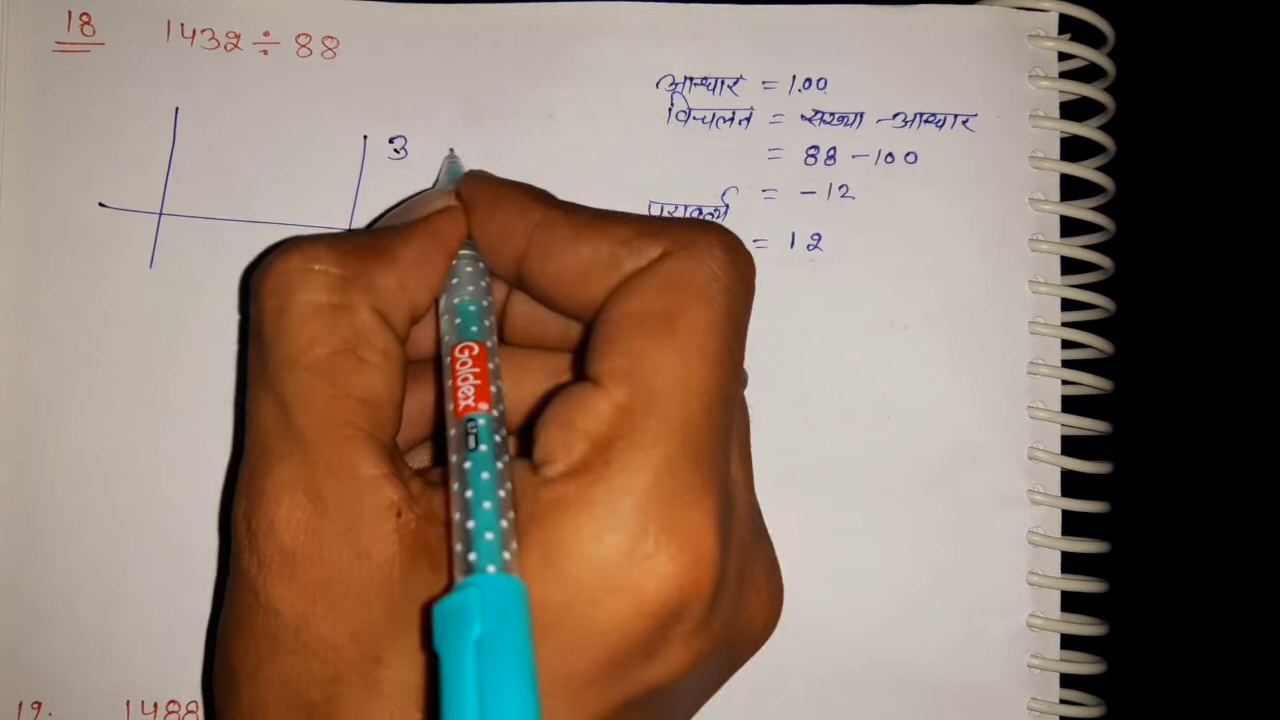 18 1432 ÷ 88
आधार = 100
विचलन = संख्या - आधार
= 88 - 100
= - 12
परावर्त्य
= 12
3
Goldex
19. 1488